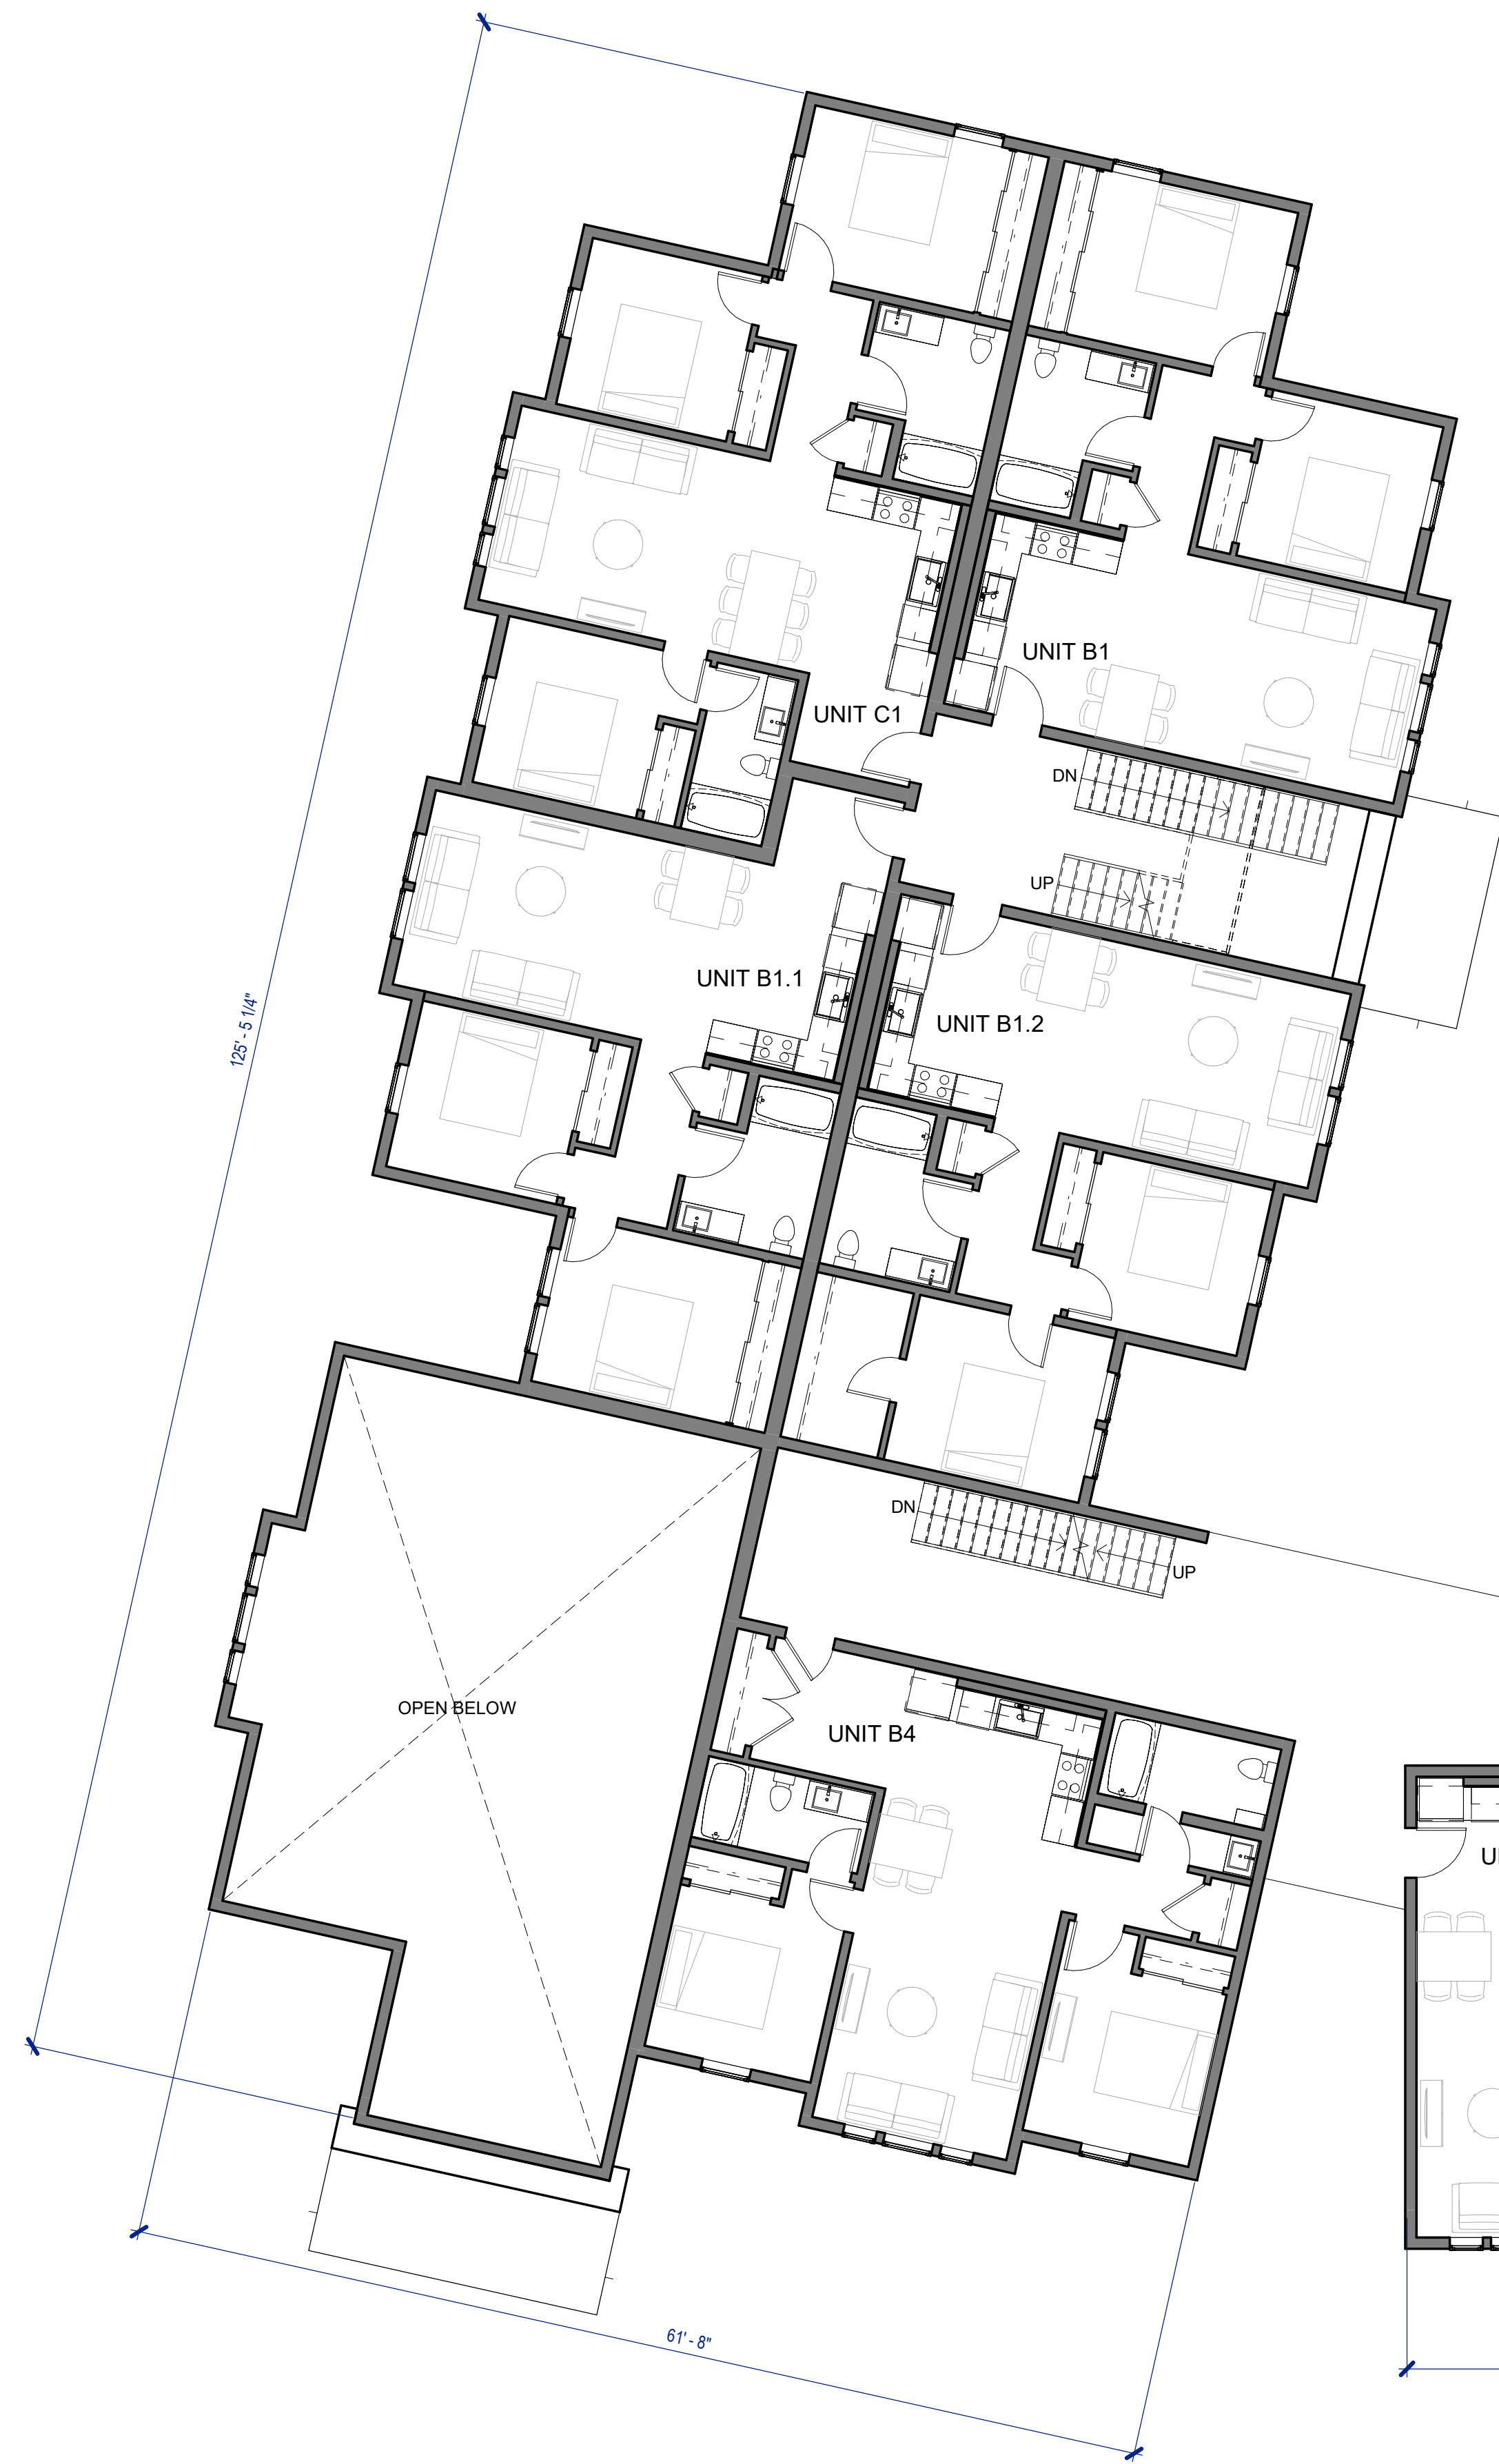 UNIT B1
UNIT C1
DN
UP
UNIT B1.1
UNIT B1.2
125' - 5 1/4"
DN
UP
OPEN BELOW
UNIT B4
U
61' - 8"